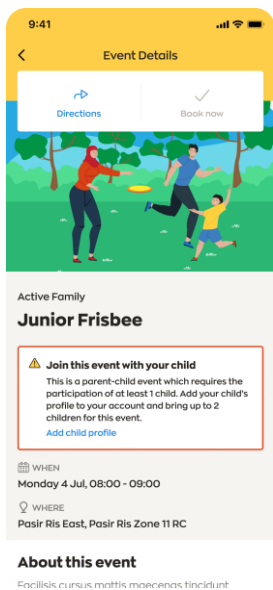 9:41
Event Details
Directions
Book now
Active Family
Junior Frisbee
Join this event with your child
This is a parent-child event which requires the
participation of at least 1 child. Add your child's
profile to your account and bring up to 2
children for this event.
Add child profile
WHEN
Monday 4 Jul, 08:00 - 09:00
WHERE
Pasir Ris East, Pasir Ris Zone 11 RC
About this event
Facilisis cursus mattis maecenas tincidunt